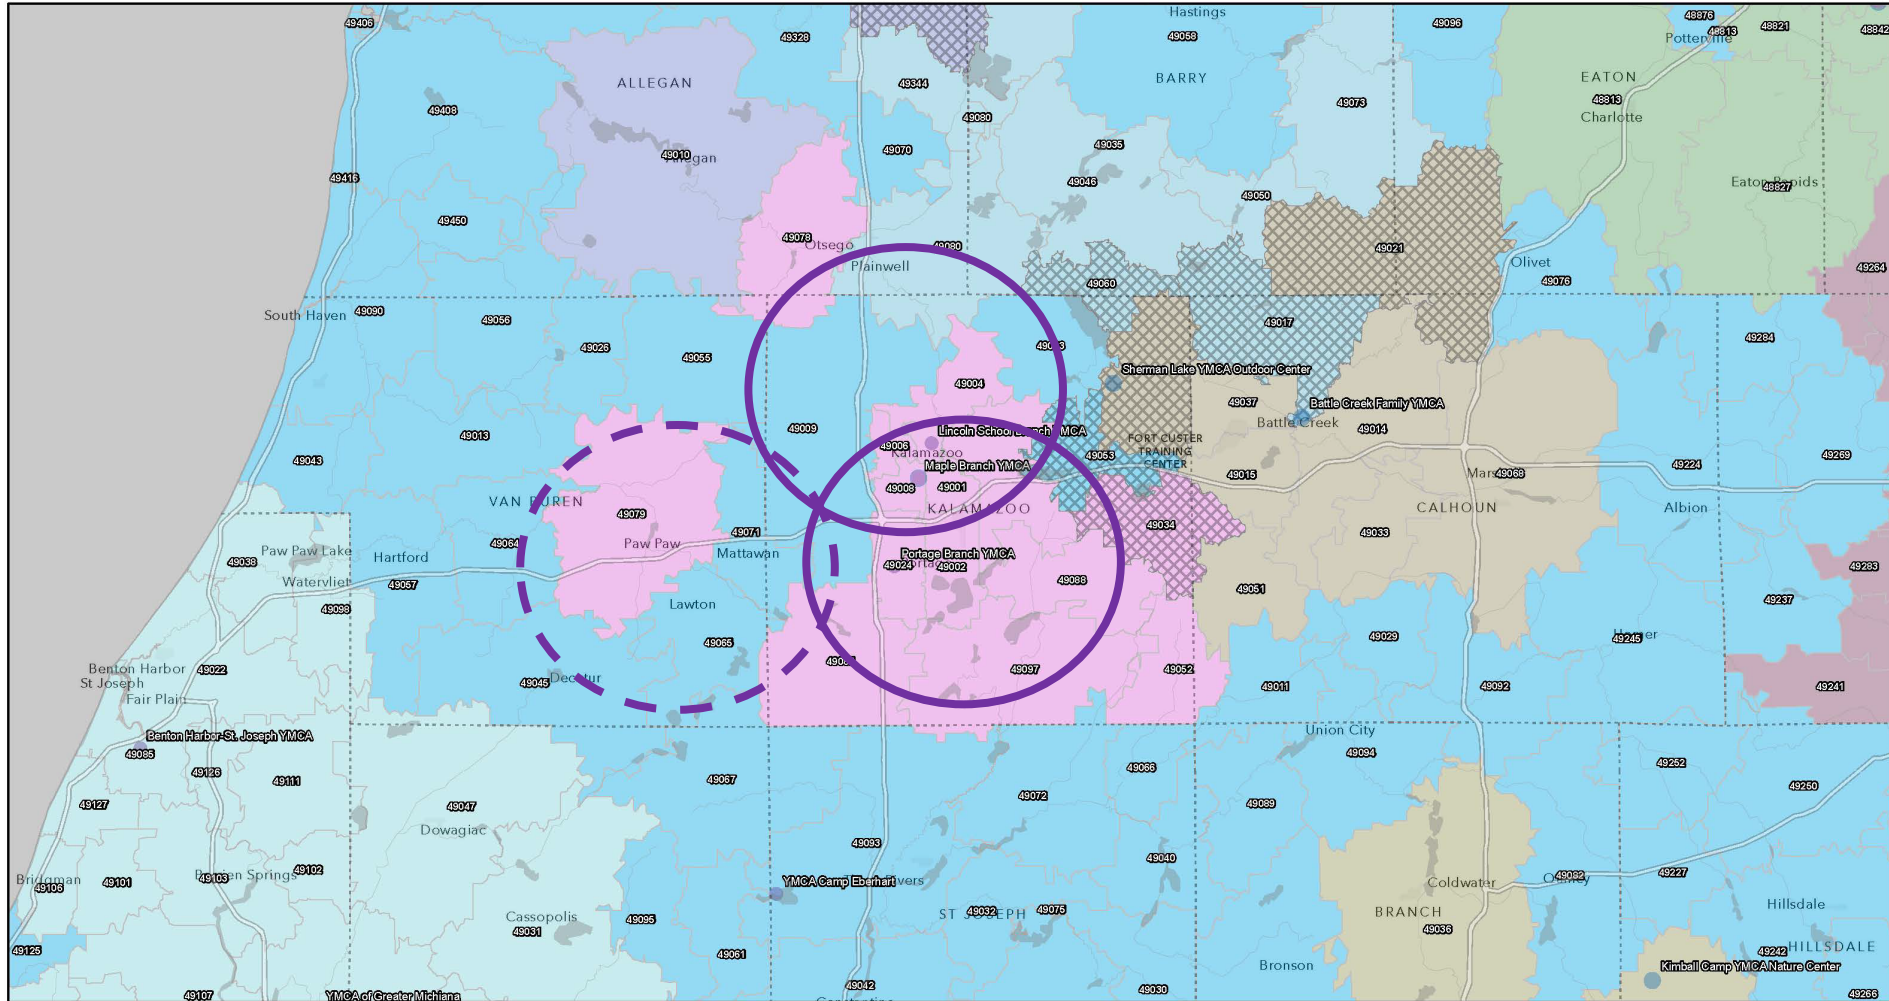 49406
49328
Hastings
49058
49096
48876
48813
48821
48842
ALLEGAN
49344
BARRY
EATON
48813
Charlotte
49408
49080
49073
49070
49035
49010
49416
49046
49050
Eaton Rapids
48827
49450
49078
Otsego
49080
49021
Plainwell
Olivet
49264
49060
49076
South Haven
49090
49056
49017
49026
49055
49284
Sherman Lake YMCA Outdoor Center
49004
49037
Battle Creek Family YMCA
Battle Creek
49014
49009
49013
Lincoln School Branch YMCA
49006
Kalamazoo
FORT CUSTER
TRAINING
CENTER
49053
49043
Maple Branch YMCA
49015
49068
49224
49269
49008
49001
VAN BUREN
KALAMAZOO
CALHOUN
Albion
49079
49034
49071
49033
Paw Paw
Mattawan
49064
Paw Paw Lake
Hartford
Portage Branch YMCA
49038
49024
49002
49283
Watervliet
49057
49088
49051
49098
Lawton
49237
49065
49029
49245
Benton Harbor
49022
St Joseph
49045
Decatur
49097
49052
49011
49092
49241
Fair Plain
Benton Harbor-St. Joseph YMCA
Union City
49085
49094
49126
49111
49067
49066
49252
49250
49127
49047
49072
49089
Dowagiac
49093
49040
49102
49103
49101
49106
YMCA Camp Eberhart
Coldwater
49082
49227
Cassopolis
49031
49095
ST JOSEPH
49032
49075
BRANCH
49036
Hillsdale
49125
49061
Bronson
49242
HILLSDALE
Kimball Camp YMCA Nature Center
49107
YMCA of Greater Michiana
49042
49030
49266